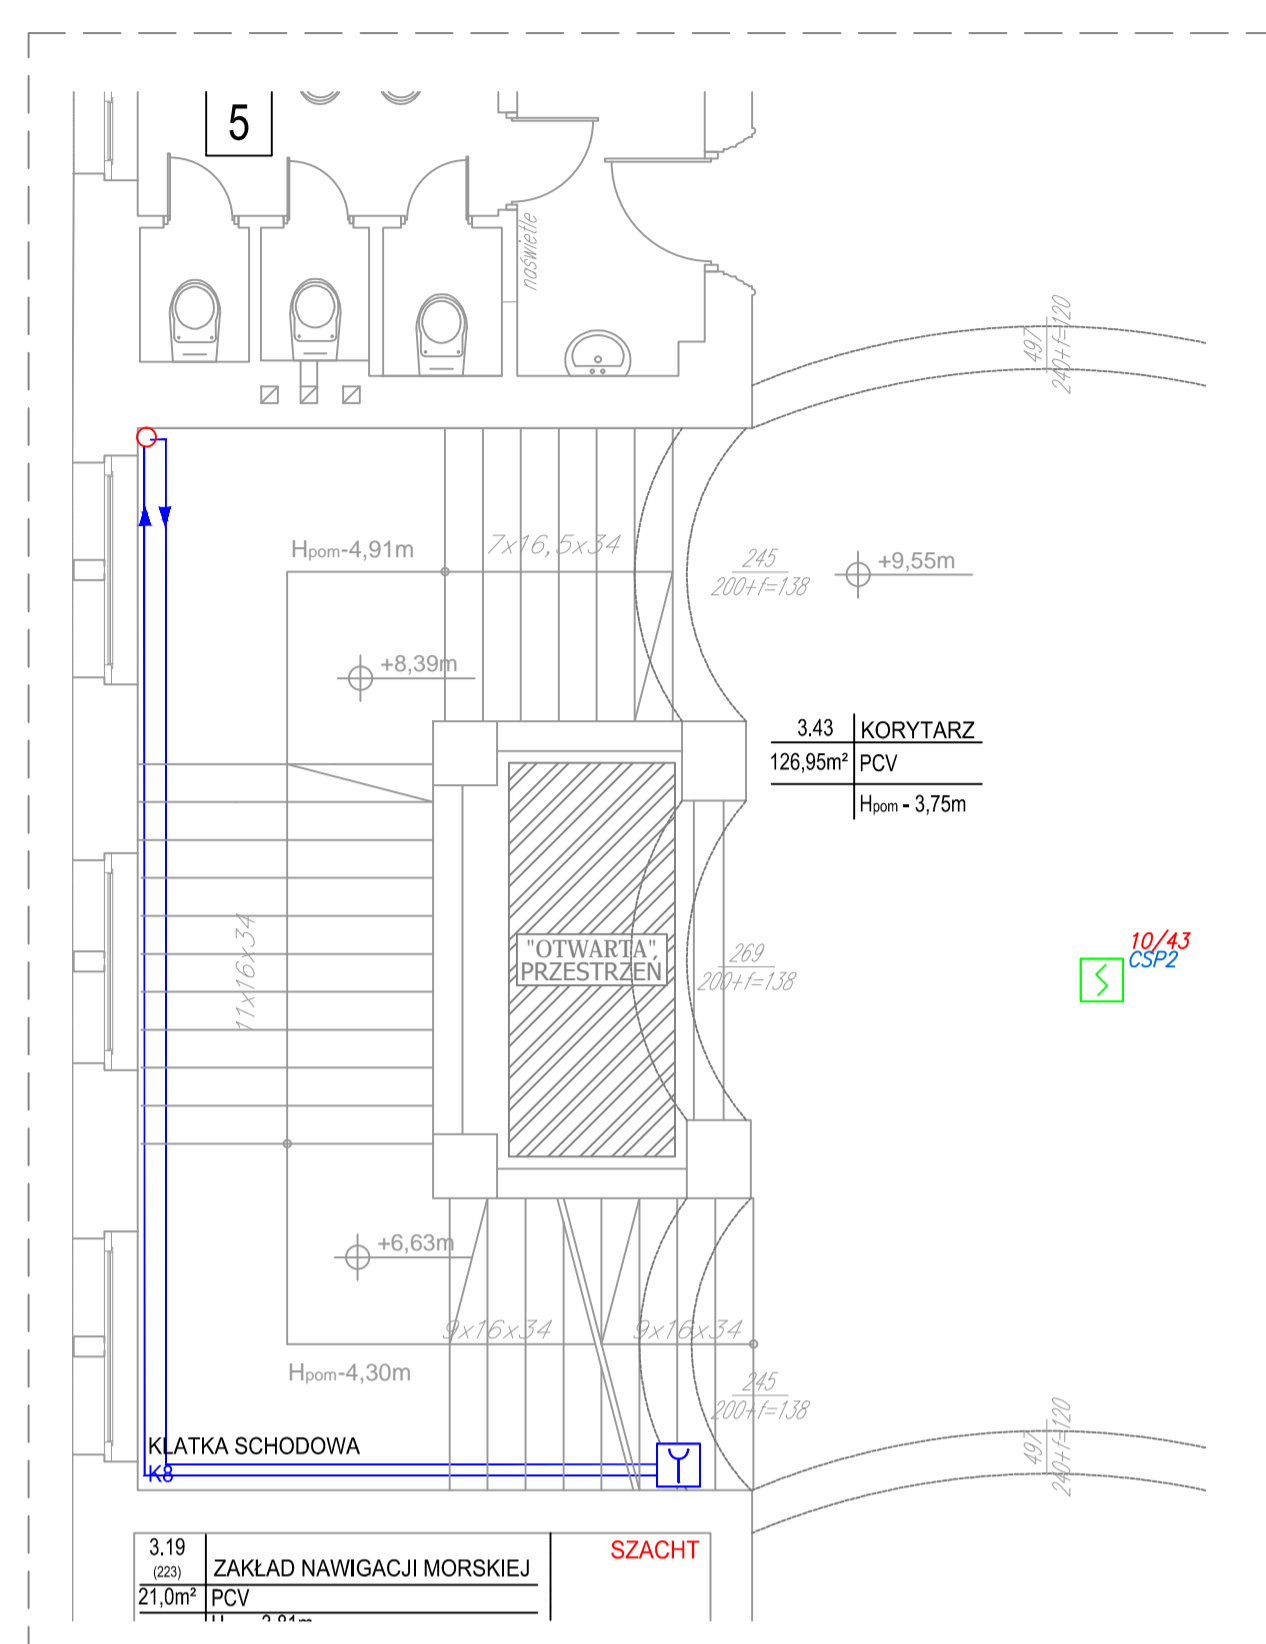 5
naświetle
497
240+f=120
Hpom-4,91m
7x16,5x34
245
200+f=138
+9,55m
+8,39m
3.43 KORYTARZ
126,95m² PCV
Hpom - 3,75m
11x16x34
"OTWARTA",
PRZESTRZEŃ
269
200+f=138
10/43
CSP2
+6,63m
9x16x34 9x16x34
Hpom-4,30m
245
200+f=138
497
240+f=120
KLATKA SCHODOWA
K8
3.19
(223)
ZAKŁAD NAWIGACJI MORSKIEJ
SZACHT
21,0m² PCV